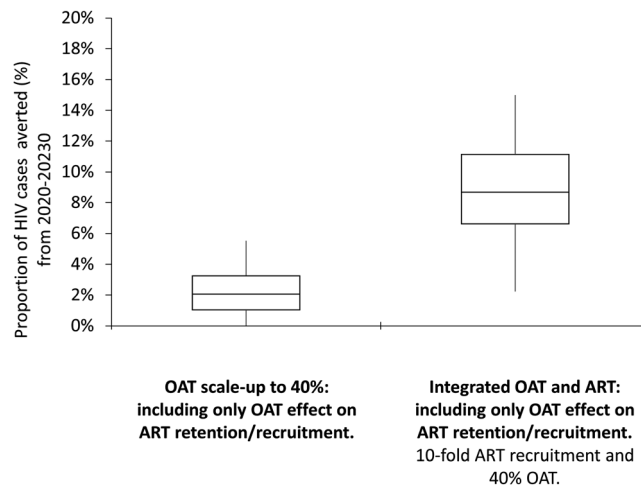 Proportion of HIV cases averted (%)
from 2020-20230
20%
18%
16%
14%
12%
10%
8%
6%
4%
2%
0%
OAT scale-up to 40%:
including only OAT effect on
ART retention/recruitment.
Integrated OAT and ART:
including only OAT effect on
ART retention/recruitment.
10-fold ART recruitment and
40% OAT.